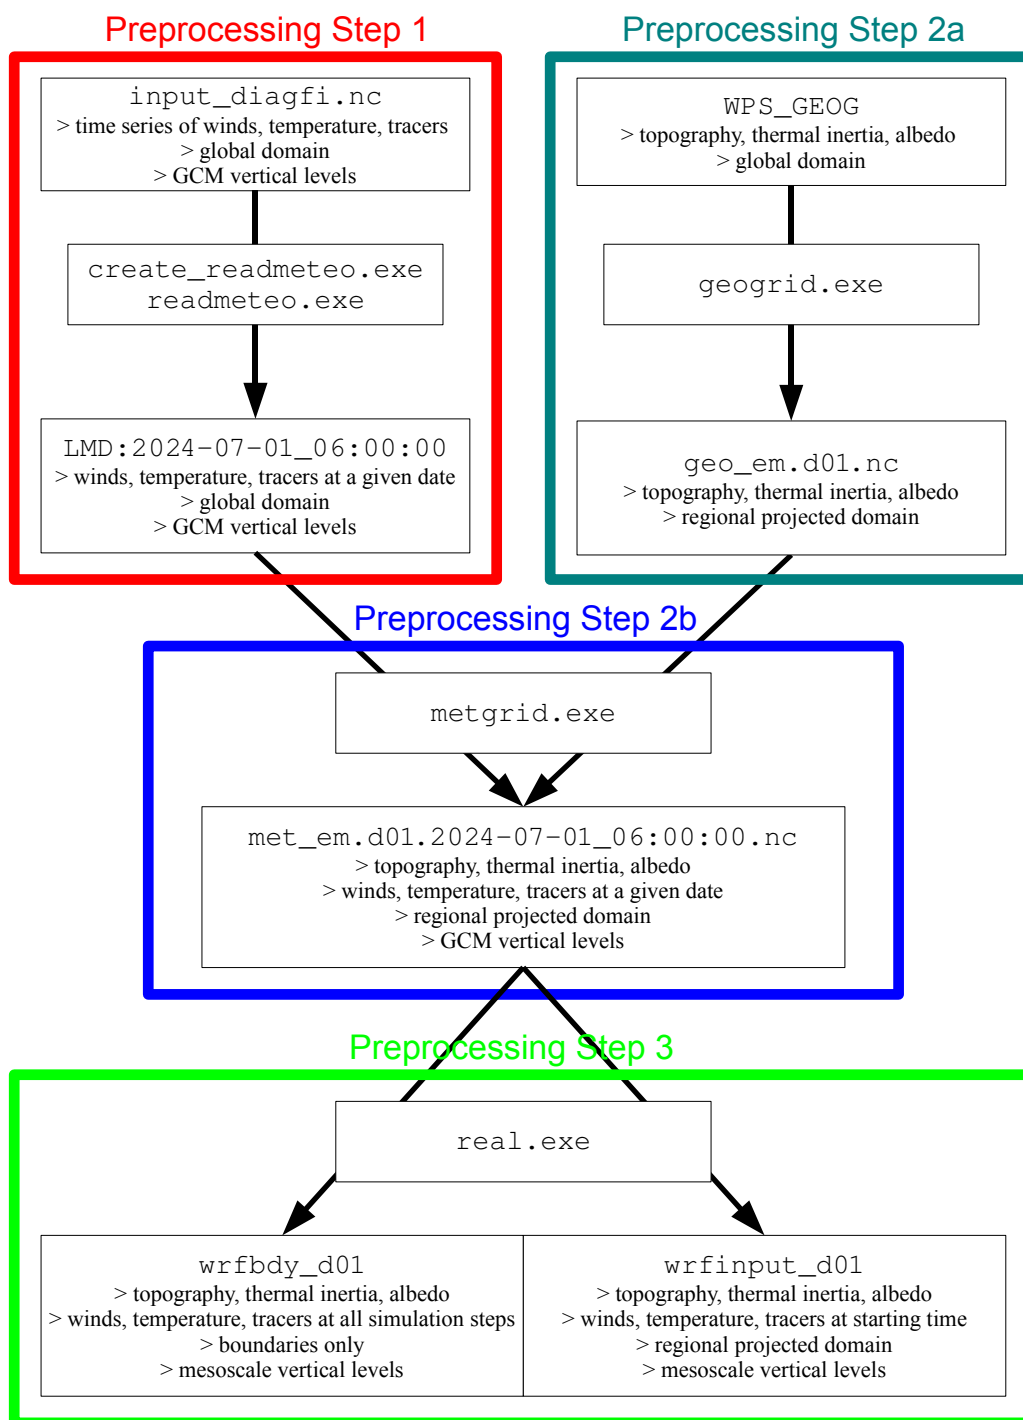 Preprocessing Step 1
input_diagfi.nc
> time series of winds, temperature, tracers
> global domain
> GCM vertical levels
create_readmeteo.exe
readmeteo.exe
LMD:2024-07-01_06:00:00
> winds, temperature, tracers at a given date
> global domain
> GCM vertical levels
Preprocessing Step 2a
WPS_GEOG
> topography, thermal inertia, albedo
> global domain
geogrid.exe
geo_em.d01.nc
> topography, thermal inertia, albedo
> regional projected domain
Preprocessing Step 2b
metgrid.exe
met_em.d01.2024-07-01_06:00:00.nc
> topography, thermal inertia, albedo
> winds, temperature, tracers at a given date
> regional projected domain
> GCM vertical levels
Preprocessing Step 3
real.exe
wrfbdy_d01
> topography, thermal inertia, albedo
> winds, temperature, tracers at all simulation steps
> boundaries only
> mesoscale vertical levels
wrfinput_d01
> topography, thermal inertia, albedo
> winds, temperature, tracers at starting time
> regional projected domain
> mesoscale vertical levels